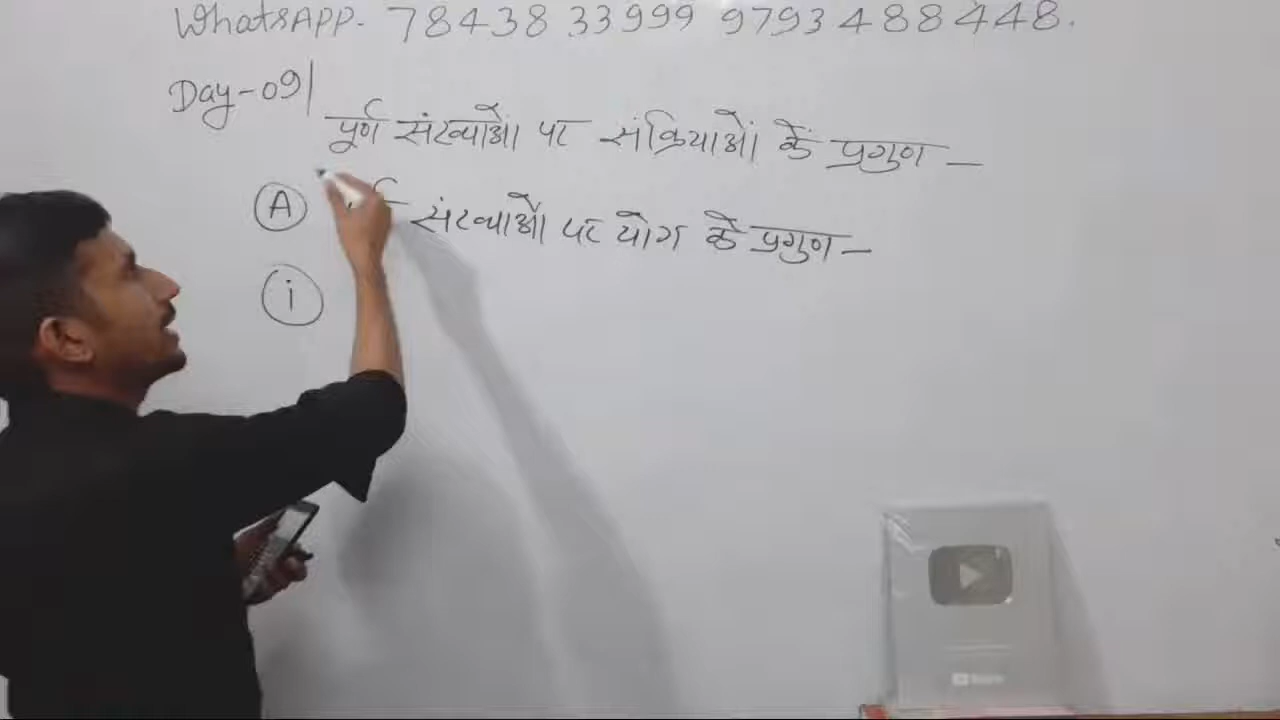 WhatsAPP- 78438 33999 9793488448.
Day-09|
पूर्ण संख्याओं पर संक्रियाओं कें प्रगुण —
A संख्याओं पर योग के प्रगुण —
i